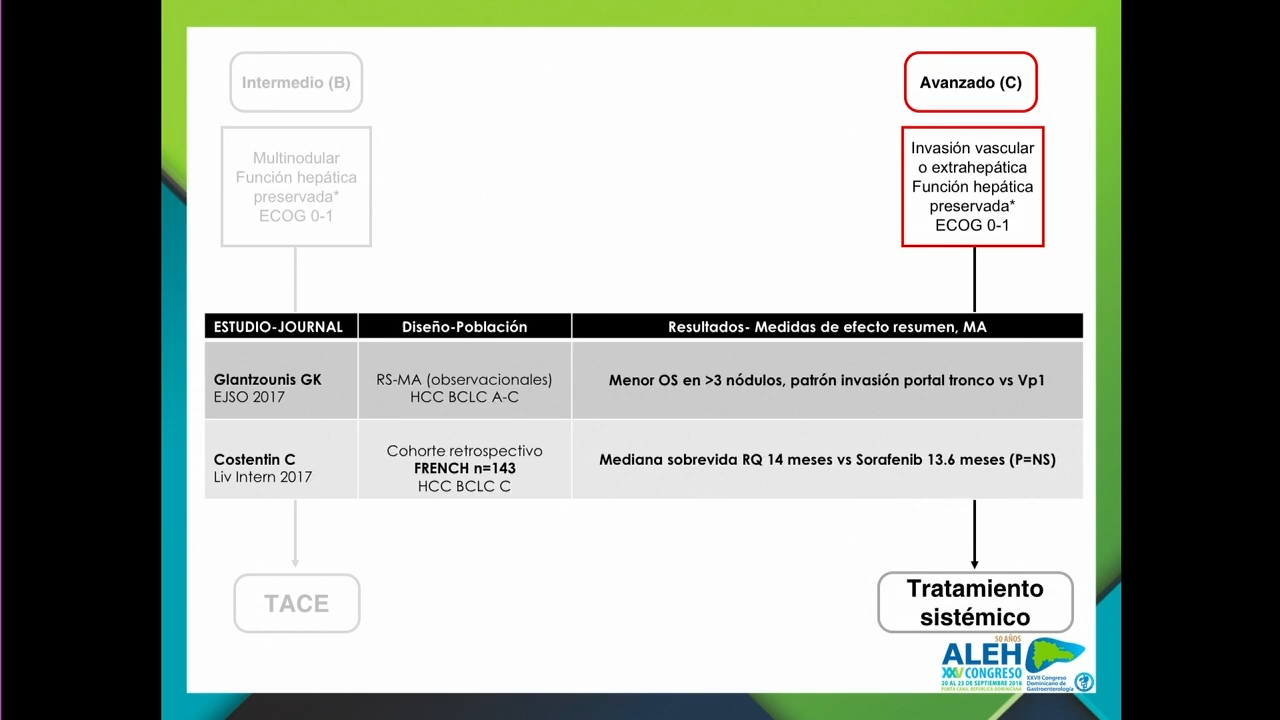 Intermedio (B)
Avanzado (C)
Multinodular
Función hepática
preservada*
ECOG 0-1
Invasión vascular
o extrahepática
Función hepática
preservada*
ECOG 0-1
ESTUDIO-JOURNAL
Diseño-Población
Resultados- Medidas de efecto resumen, MA
Glantzounis GK
EJSO 2017
RS-MA (observacionales)
HCC BCLC A-C
Menor OS en >3 nódulos, patrón invasión portal tronco vs Vp1
Costentin C
Liv Intern 2017
Cohorte retrospectivo
FRENCH n=143
HCC BCLC C
Mediana sobrevida RQ 14 meses vs Sorafenib 13.6 meses (P=NS)
TACE
Tratamiento
sistémico
50 AÑOS
ALEH
XXV CONGRESO
20 AL 23 DE SEPTIEMBRE 2018
PUNTA CANA, REPÚBLICA DOMINICANA
XXVII Congreso
Dominicano de
Gastroenterología